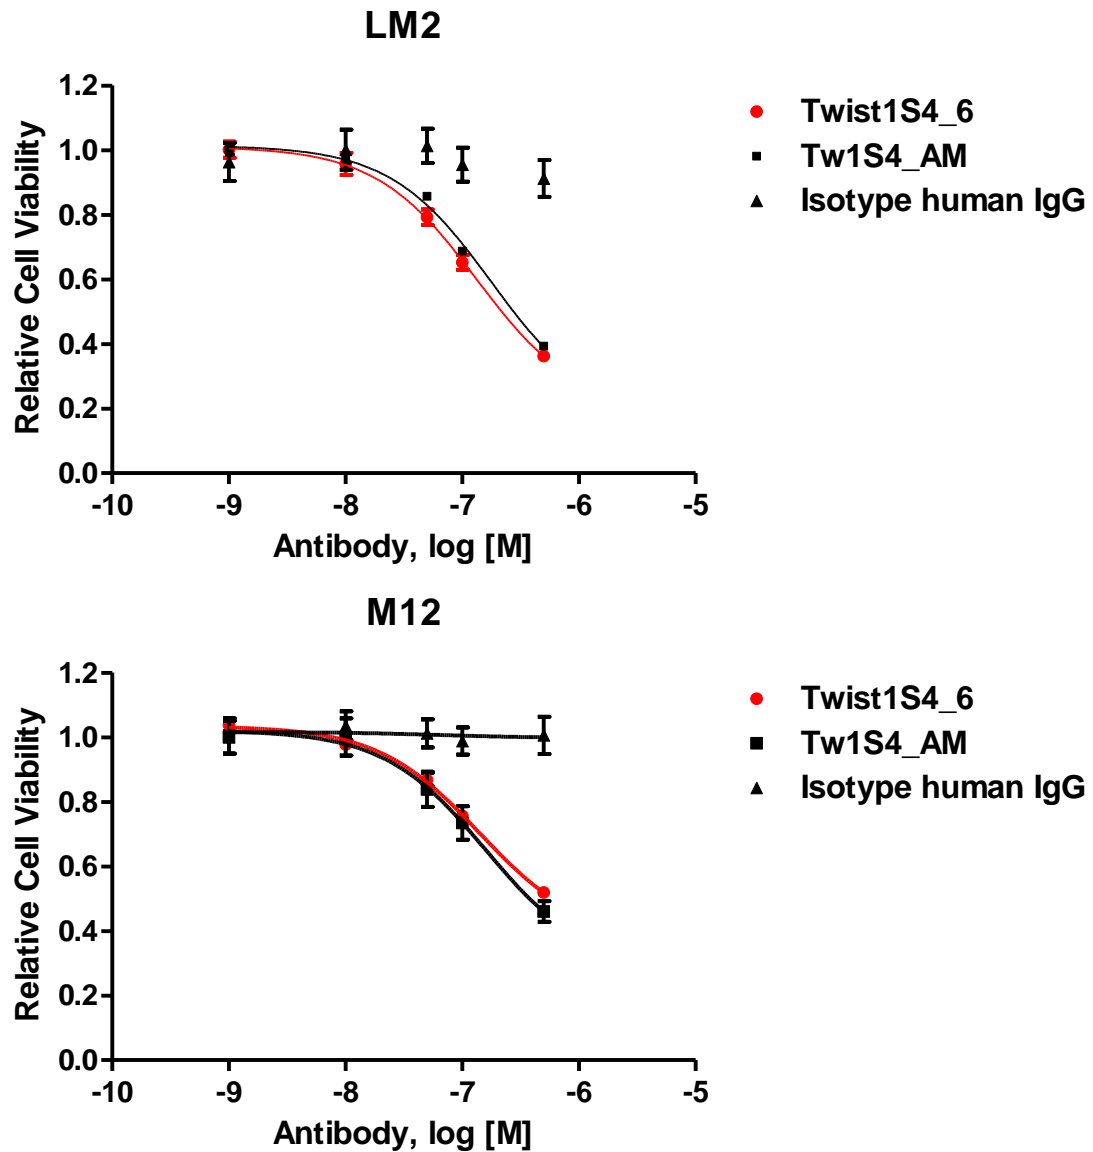 LM2
1.2
1.0
0.8
0.6
0.4
0.2
0.0
Relative Cell Viability
-10 -9 -8 -7 -6 -5
Antibody, log [M]
Twist1S4_6
Tw1S4_AM
Isotype human IgG
M12
1.2
1.0
0.8
0.6
0.4
0.2
0.0
Relative Cell Viability
-10 -9 -8 -7 -6 -5
Antibody, log [M]
Twist1S4_6
Tw1S4_AM
Isotype human IgG